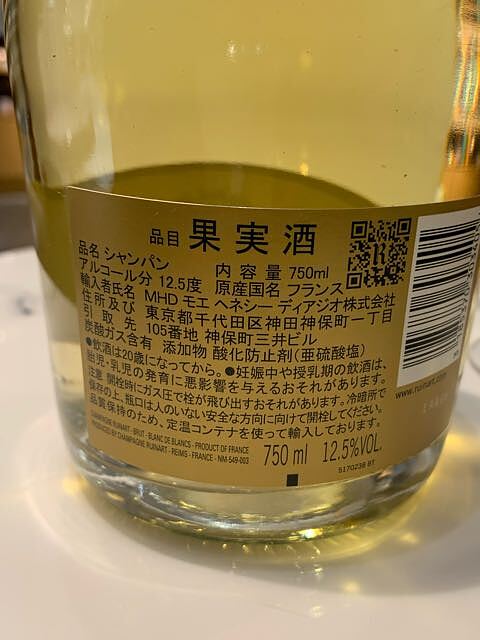 品目 果実酒
品名 シャンパン
アルコール分 12.5度 内容量 750ml
原産国名 フランス
輸入者氏名 MHD モエ ヘネシー ディアジオ株式会社
住所及び 東京都千代田区神田神保町一丁目
引取先 105番地 神保町三井ビル
炭酸ガス含有 添加物 酸化防止剤(亜硫酸塩)
●飲酒は20歳になってから。●妊娠中や授乳期の飲酒は、
胎児・乳児の発育に悪影響を与えるおそれがあります。
注意 開栓時にガス圧で栓が飛び出すおそれがあります。冷暗所で
保存の上、瓶口は人のいない安全な方向に向けて開栓してください。
品質保持のため、定温コンテナを使って輸入しております。
CHAMPAGNE RUINART - BRUT - BLANC DE BLANCS - PRODUCT OF FRANCE
PRODUCED BY CHAMPAGNE RUINART - REIMS - FRANCE - NM-549-003
750 ml 12.5%VOL.
5170238 BT
www.ruinart.com